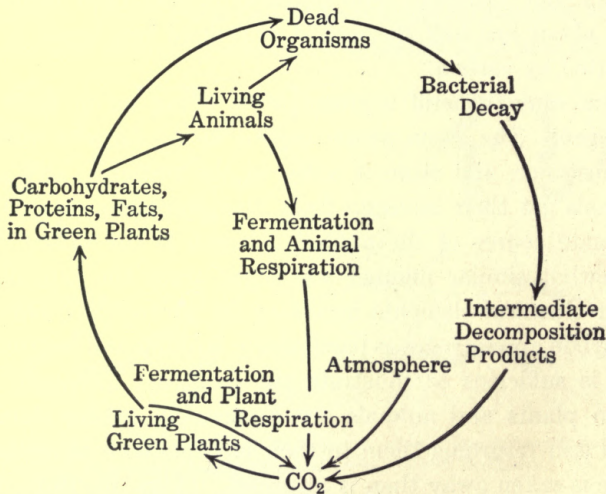 Dead
Organisms
Bacterial
Decay
Living
Animals
Carbohydrates,
Proteins, Fats,
in Green Plants
Fermentation
and Animal
Respiration
Intermediate
Decomposition
Products
Atmosphere
Fermentation
and Plant
Respiration
Living
Green Plants
CO₂